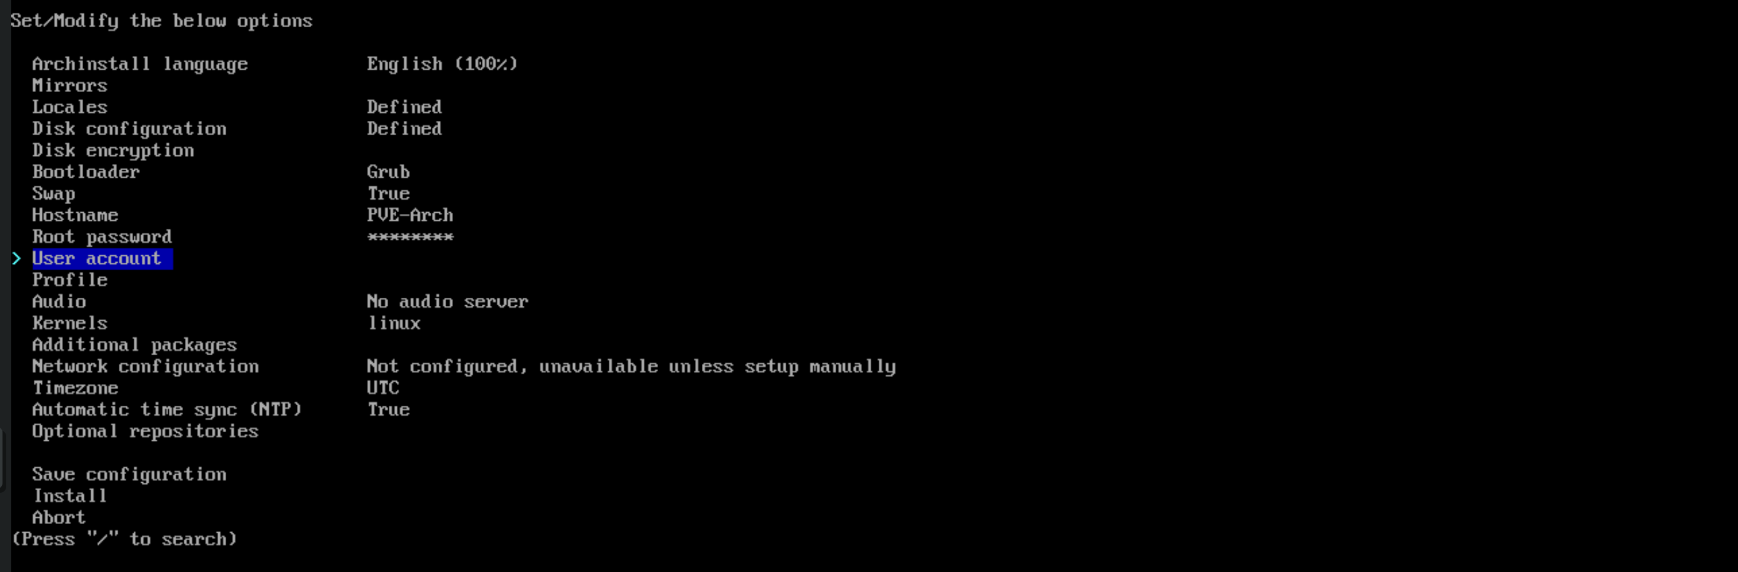 Set/Modify the below options
Archinstall language English (100%)
Mirrors
Locales Defined
Disk configuration Defined
Disk encryption
Bootloader Grub
Swap True
Hostname PVE-Arch
Root password ********
> User account
Profile
Audio No audio server
Kernels linux
Additional packages
Network configuration Not configured, unavailable unless setup manually
Timezone UTC
Automatic time sync (NTP) True
Optional repositories
Save configuration
Install
Abort
(Press "/" to search)